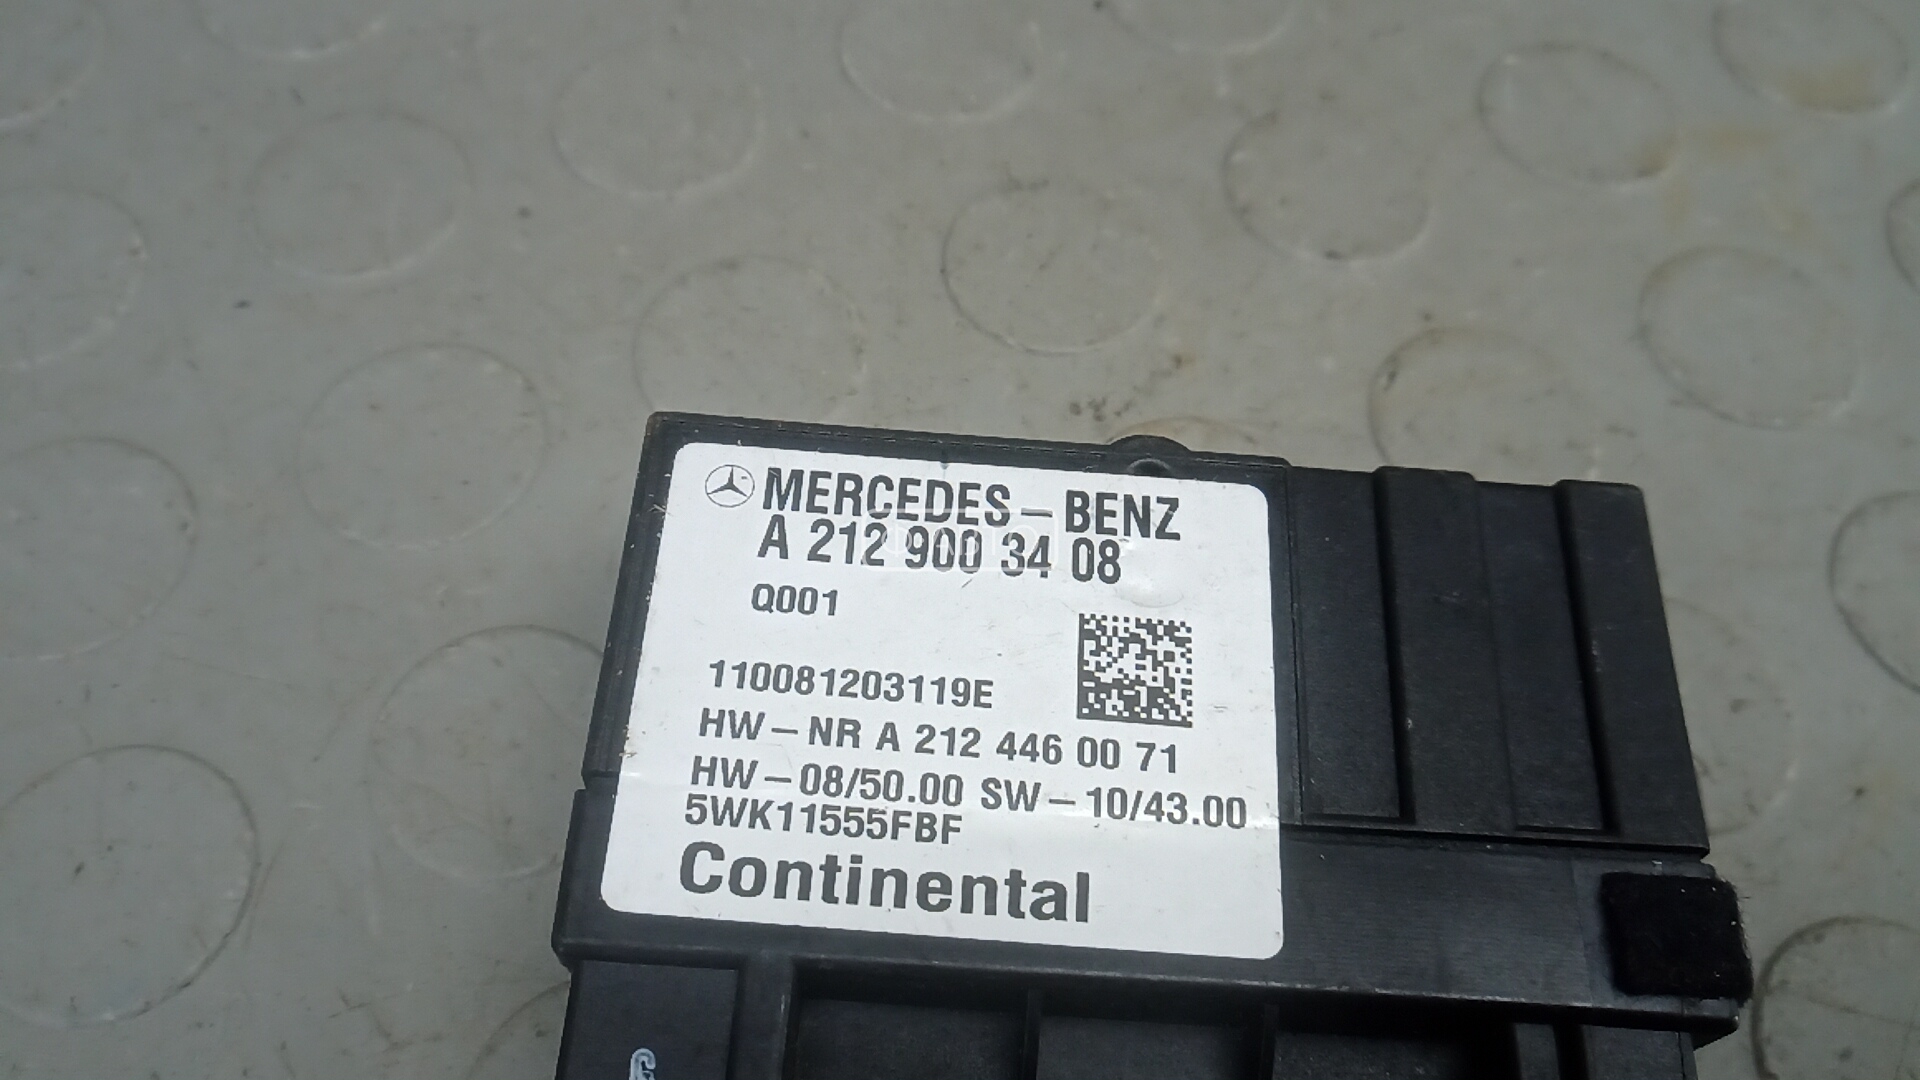 MERCEDES-BENZ
A 212 900 34 08
Q001
110081203119E
HW-NR A 212 446 00 71
HW-08/50.00 SW-10/43.00
5WK11555FBF
Continental